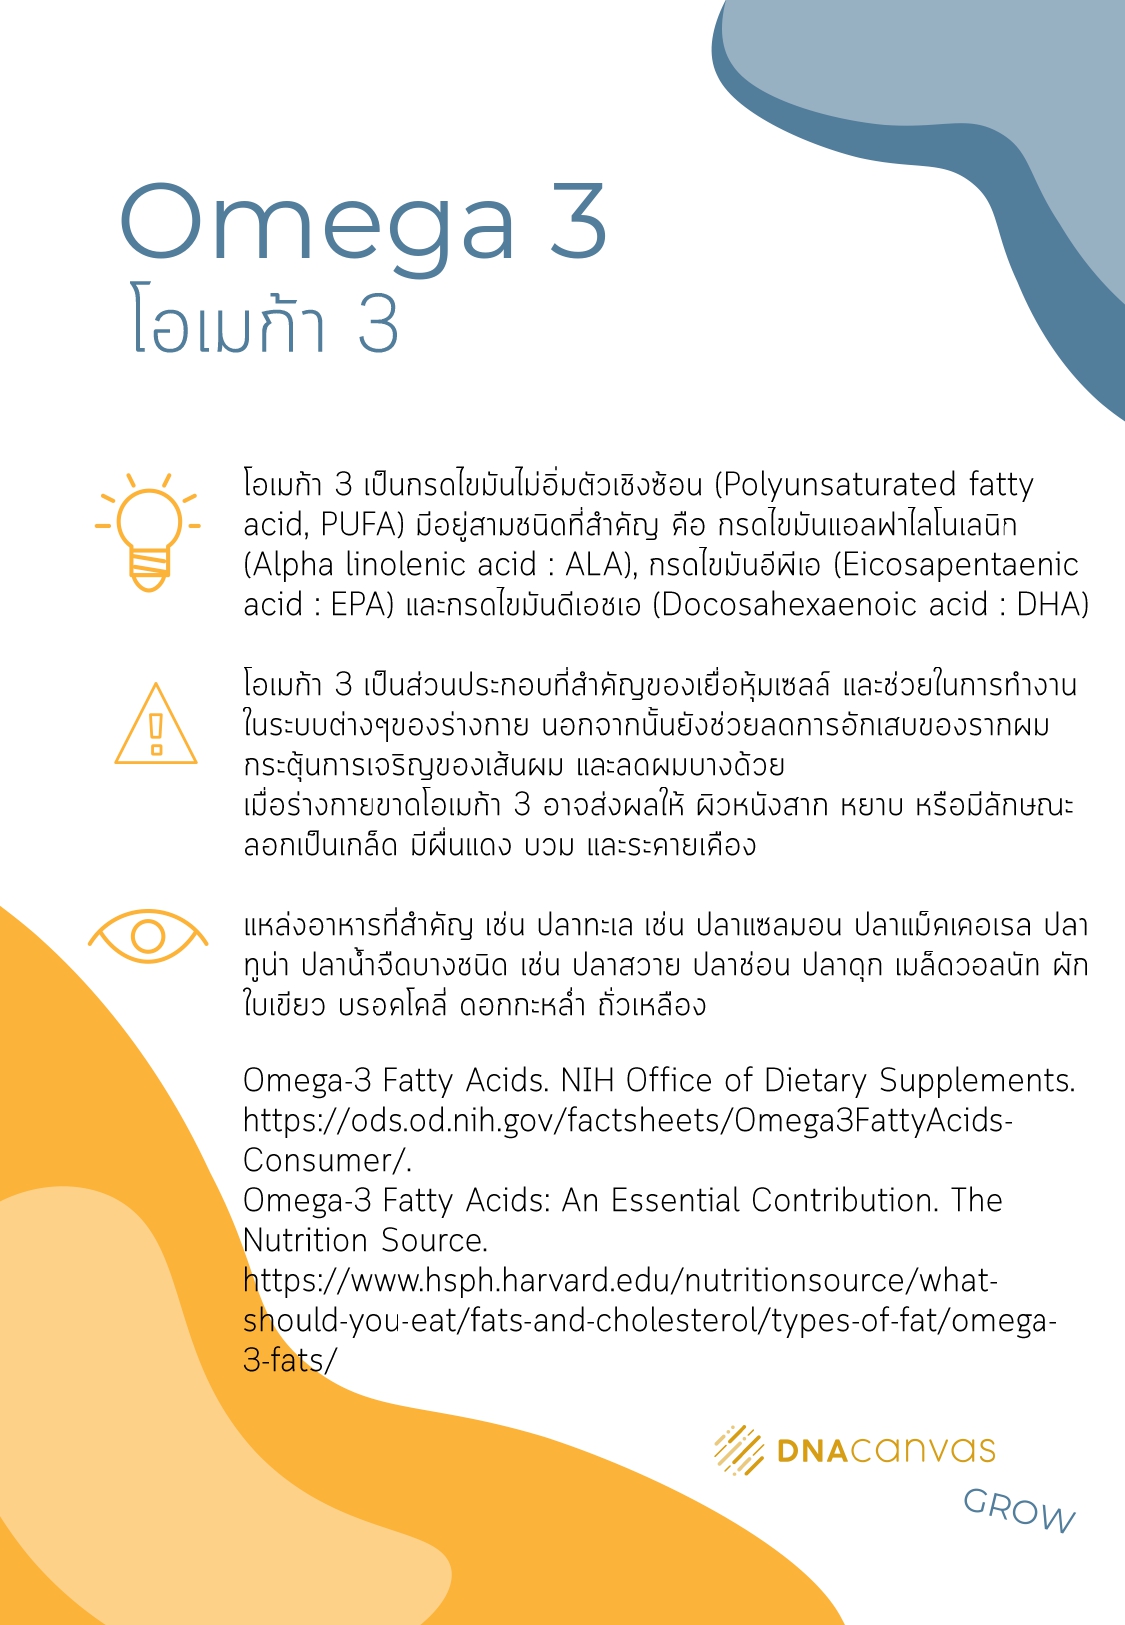 Omega 3
โอเมก้า 3
โอเมก้า 3 เป็นกรดไขมันไม่อิ่มตัวเชิงซ้อน (Polyunsaturated fatty
acid, PUFA) มีอยู่สามชนิดที่สำคัญ คือ กรดไขมันแอลฟาไลโนเลนิก
(Alpha linolenic acid : ALA), กรดไขมันอีพีเอ (Eicosapentaenic
acid : EPA) และกรดไขมันดีเอชเอ (Docosahexaenoic acid : DHA)
โอเมก้า 3 เป็นส่วนประกอบที่สำคัญของเยื่อหุ้มเซลล์ และช่วยในการทำงาน
ในระบบต่างๆของร่างกาย นอกจากนั้นยังช่วยลดการอักเสบของรากผม
กระตุ้นการเจริญของเส้นผม และลดผมบางด้วย
เมื่อร่างกายขาดโอเมก้า 3 อาจส่งผลให้ ผิวหนังสาก หยาบ หรือมีลักษณะ
ลอกเป็นเกล็ด มีผื่นแดง บวม และระคายเคือง
แหล่งอาหารที่สำคัญ เช่น ปลาทะเล เช่น ปลาแซลมอน ปลาแม็คเคอเรล ปลา
ทูน่า ปลาน้ำจืดบางชนิด เช่น ปลาสวาย ปลาช่อน ปลาดุก เมล็ดวอลนัท ผัก
ใบเขียว บรอคโคลี่ ดอกกะหล่ำ ถั่วเหลือง
Omega-3 Fatty Acids. NIH Office of Dietary Supplements.
https://ods.od.nih.gov/factsheets/Omega3FattyAcids-
Consumer/.
Omega-3 Fatty Acids: An Essential Contribution. The
Nutrition Source.
https://www.hsph.harvard.edu/nutritionsource/what-
should-you-eat/fats-and-cholesterol/types-of-fat/omega-
3-fats/
DNAcanvas
GROW